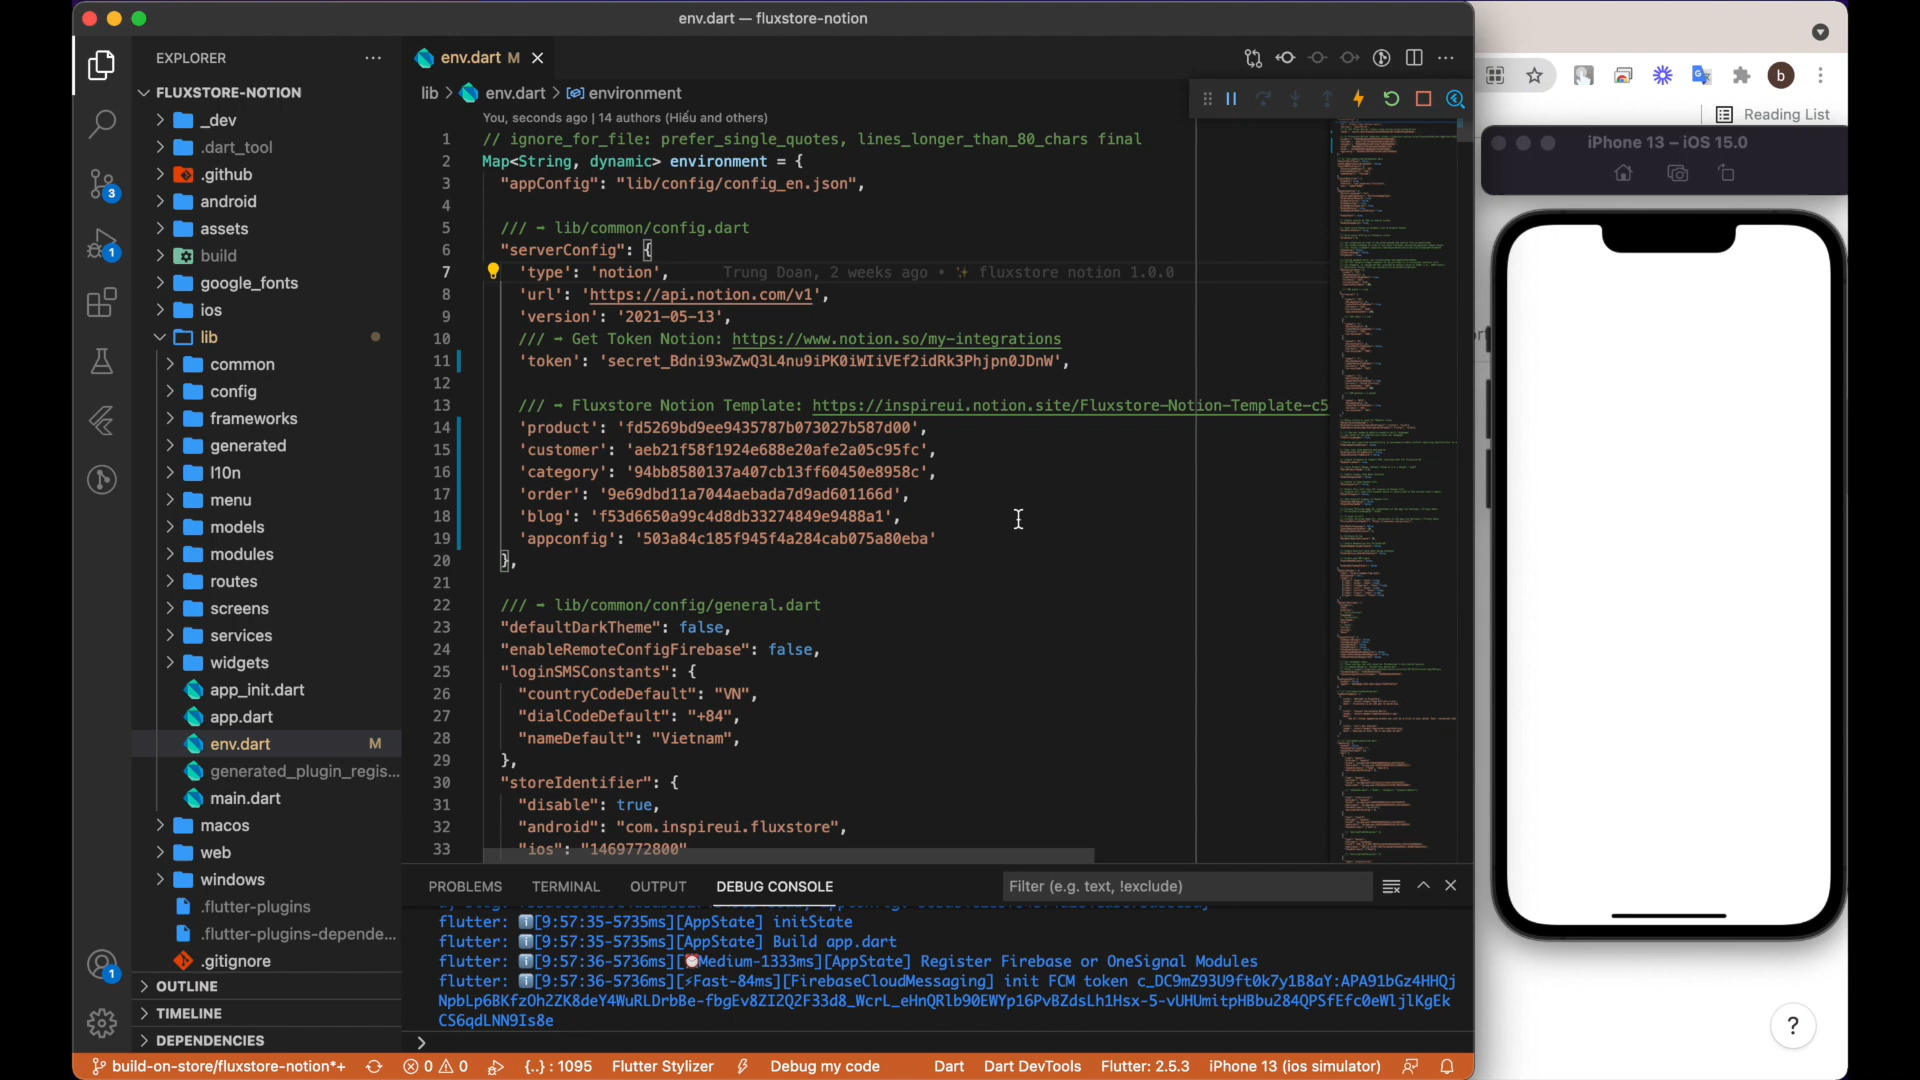 env.dart — fluxstore-notion
EXPLORER
FLUXSTORE-NOTION
_dev
.dart_tool
.github
android
assets
build
google_fonts
ios
lib
common
config
frameworks
generated
l10n
menu
models
modules
routes
screens
services
widgets
app_init.dart
app.dart
env.dart M
generated_plugin_regis...
main.dart
macos
web
windows
.flutter-plugins
.flutter-plugins-depende...
.gitignore
OUTLINE
TIMELINE
DEPENDENCIES
3
1
1
env.dart M
lib > env.dart > environment
You, seconds ago | 14 authors (Hiếu and others)
1 // ignore_for_file: prefer_single_quotes, lines_longer_than_80_chars final
2 Map<String, dynamic> environment = {
3 "appConfig": "lib/config/config_en.json",
4
5 /// ➡ lib/common/config.dart
6 "serverConfig": {
7 'type': 'notion', Trung Doan, 2 weeks ago • ✨ fluxstore notion 1.0.0
8 'url': 'https://api.notion.com/v1',
9 'version': '2021-05-13',
10 /// ➡ Get Token Notion: https://www.notion.so/my-integrations
11 'token': 'secret_Bdni93wZwQ3L4nu9iPK0iWIiVEf2idRk3Phjpn0JDnW',
12
13 /// ➡ Fluxstore Notion Template: https://inspireui.notion.site/Fluxstore-Notion-Template-c5
14 'product': 'fd5269bd9ee9435787b073027b587d00',
15 'customer': 'aeb21f58f1924e688e20afe2a05c95fc',
16 'category': '94bb8580137a407cb13ff60450e8958c',
17 'order': '9e69dbd11a7044aebada7d9ad601166d',
18 'blog': 'f53d6650a99c4d8db33274849e9488a1',
19 'appconfig': '503a84c185f945f4a284cab075a80eba'
20 },
21
22 /// ➡ lib/common/config/general.dart
23 "defaultDarkTheme": false,
24 "enableRemoteConfigFirebase": false,
25 "loginSMSConstants": {
26 "countryCodeDefault": "VN",
27 "dialCodeDefault": "+84",
28 "nameDefault": "Vietnam",
29 },
30 "storeIdentifier": {
31 "disable": true,
32 "android": "com.inspireui.fluxstore",
33 "ios": "1469772800"
PROBLEMS TERMINAL OUTPUT DEBUG CONSOLE
Filter (e.g. text, !exclude)
flutter: [9:57:35-5735ms][AppState] initState
flutter: [9:57:35-5735ms][AppState] Build app.dart
flutter: [9:57:36-5736ms][⏰Medium-1333ms][AppState] Register Firebase or OneSignal Modules
flutter: [9:57:36-5736ms][⚡Fast-84ms][FirebaseCloudMessaging] init FCM token c_DC9mZ93U9ft0k7y1B8aY:APA91bGz4HHQj
NpbLp6BKfzOh2ZK8deY4WuRLDrbBe-fbgEv8ZI2Q2F33d8_WcrL_eHnQRlb90EWYp16PvBZdsLh1Hsx-5-vUHUmitpHBbu284QPSfEfc0eWljlKgEk
CS6qdLNN9Is8e
build-on-store/fluxstore-notion*+ 0 0 {..} : 1095 Flutter Stylizer Debug my code Dart Dart DevTools Flutter: 2.5.3 iPhone 13 (ios simulator)
b
Reading List
iPhone 13 – iOS 15.0
?